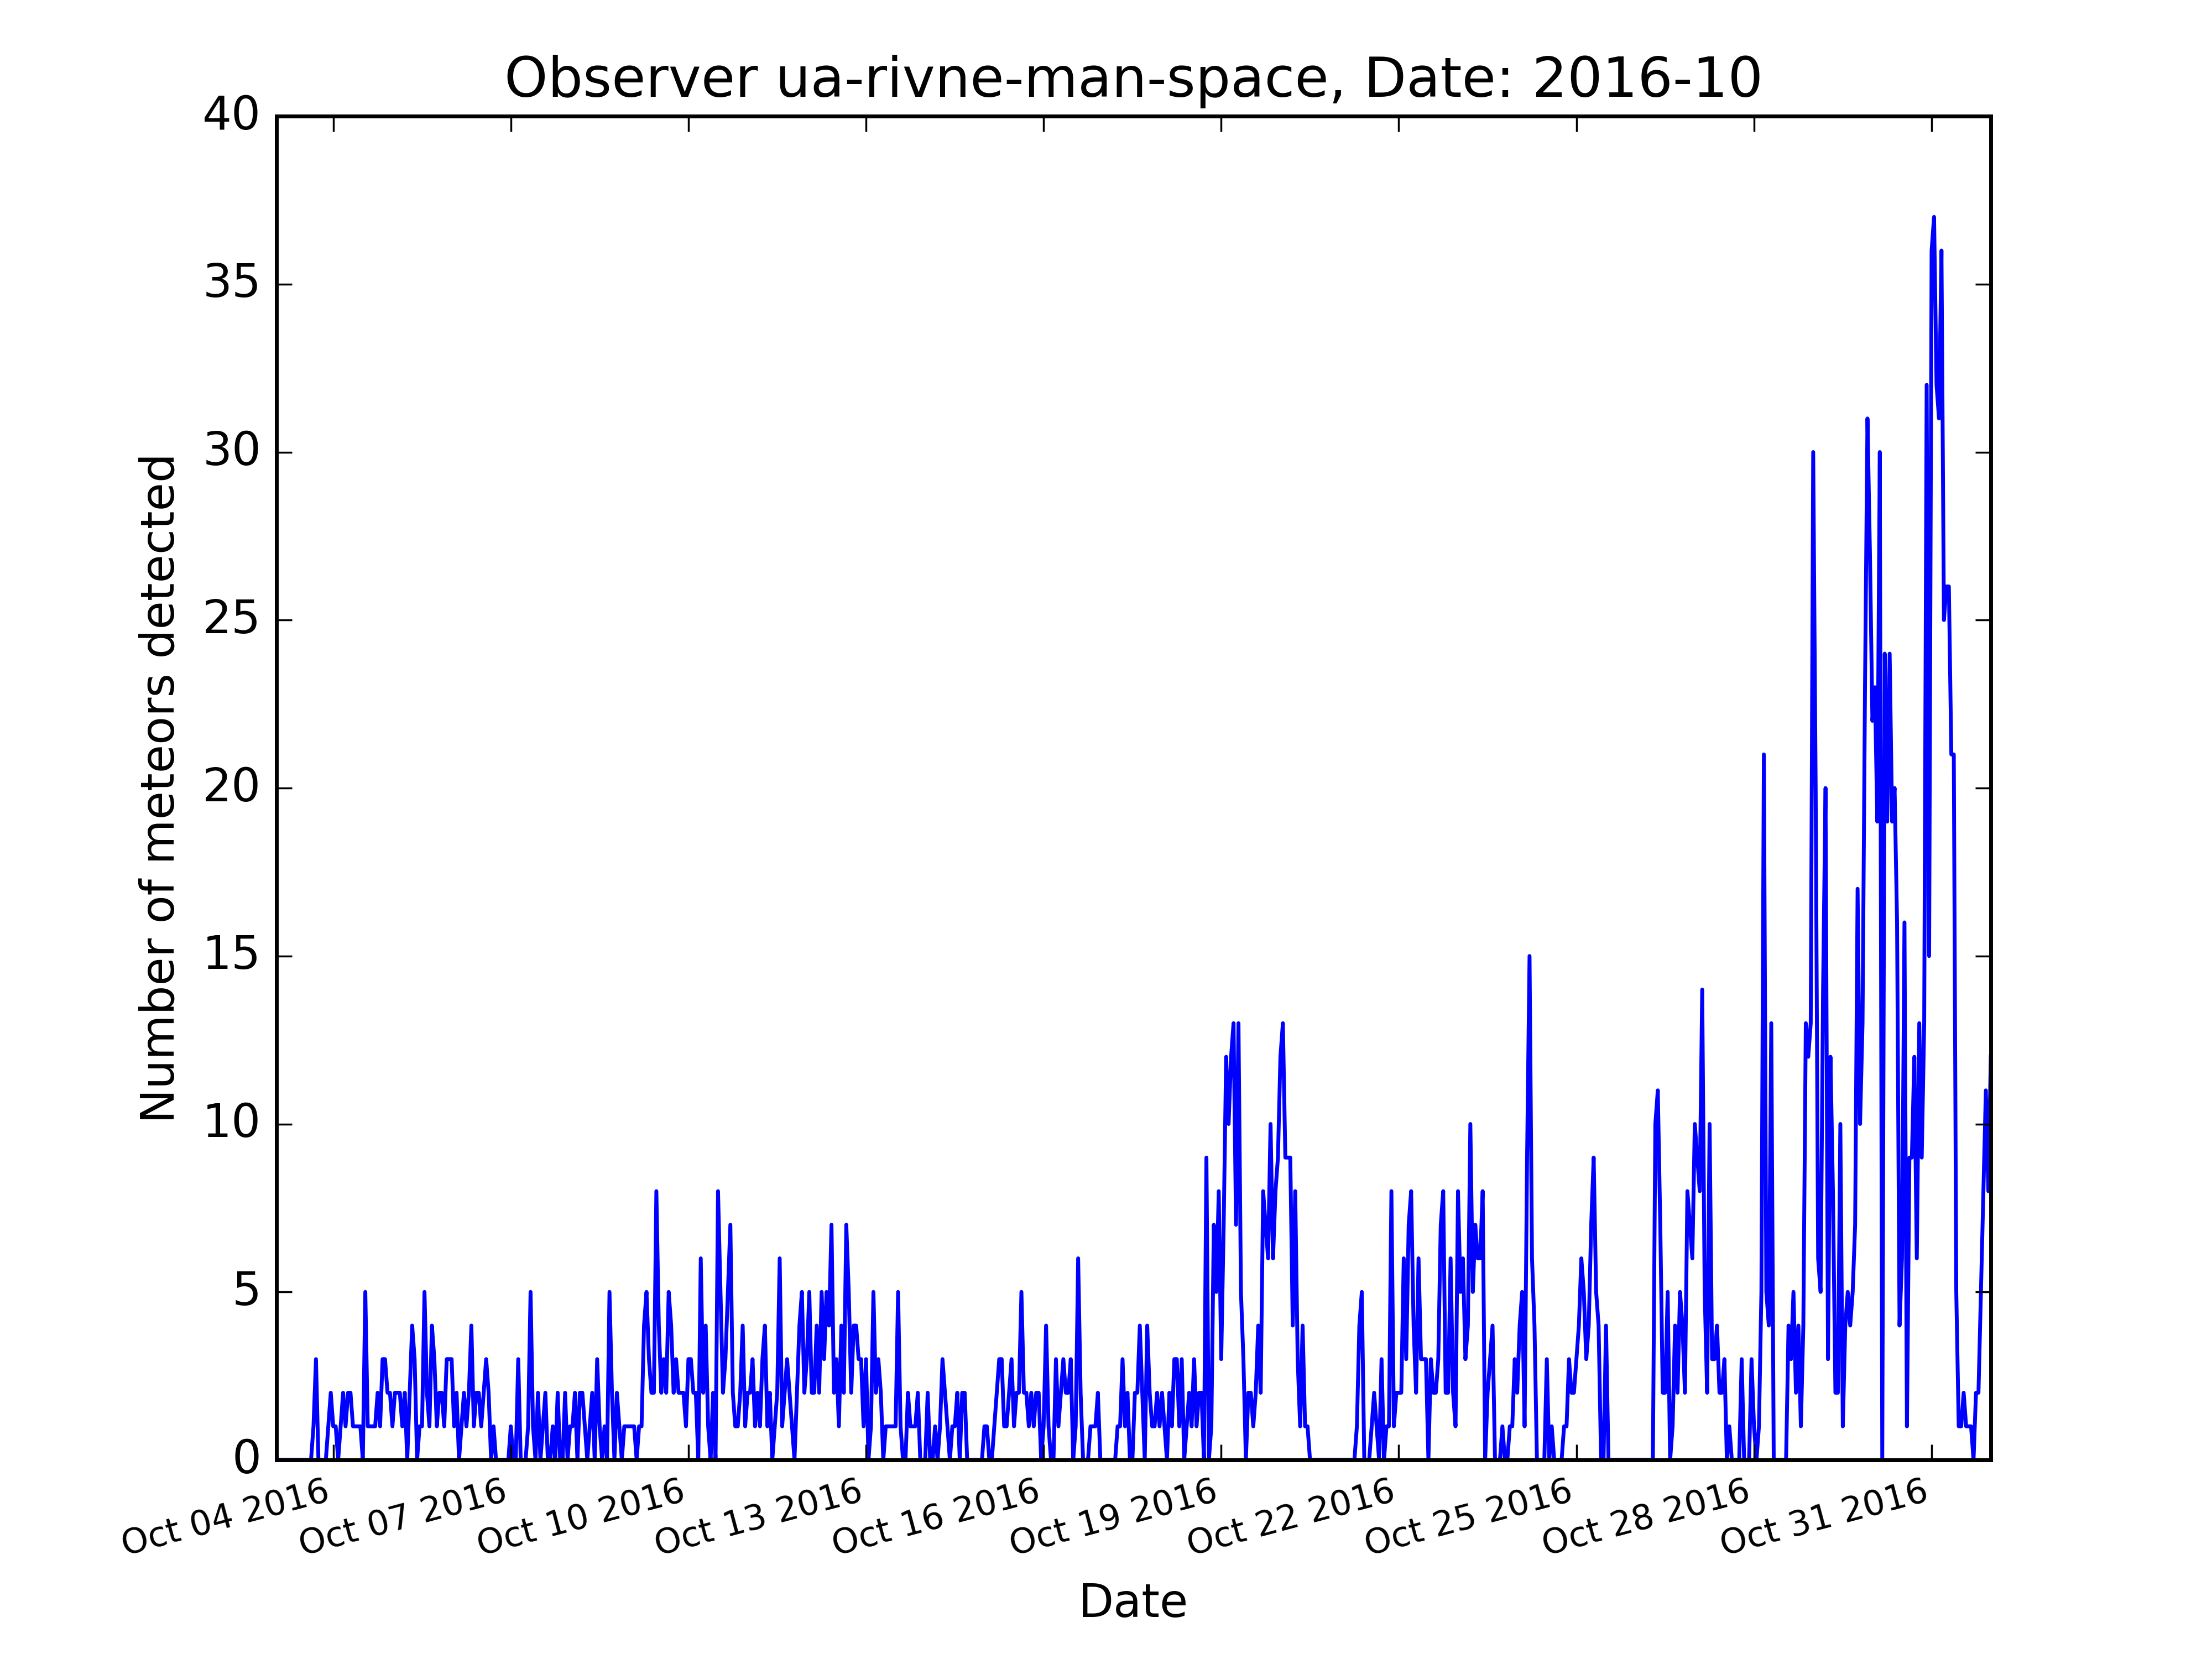 Observer ua-rivne-man-space, Date: 2016-10
40
35
30
25
20
15
10
5
0
Number of meteors detected
Oct 04 2016
Oct 07 2016
Oct 10 2016
Oct 13 2016
Oct 16 2016
Oct 19 2016
Oct 22 2016
Oct 25 2016
Oct 28 2016
Oct 31 2016
Date